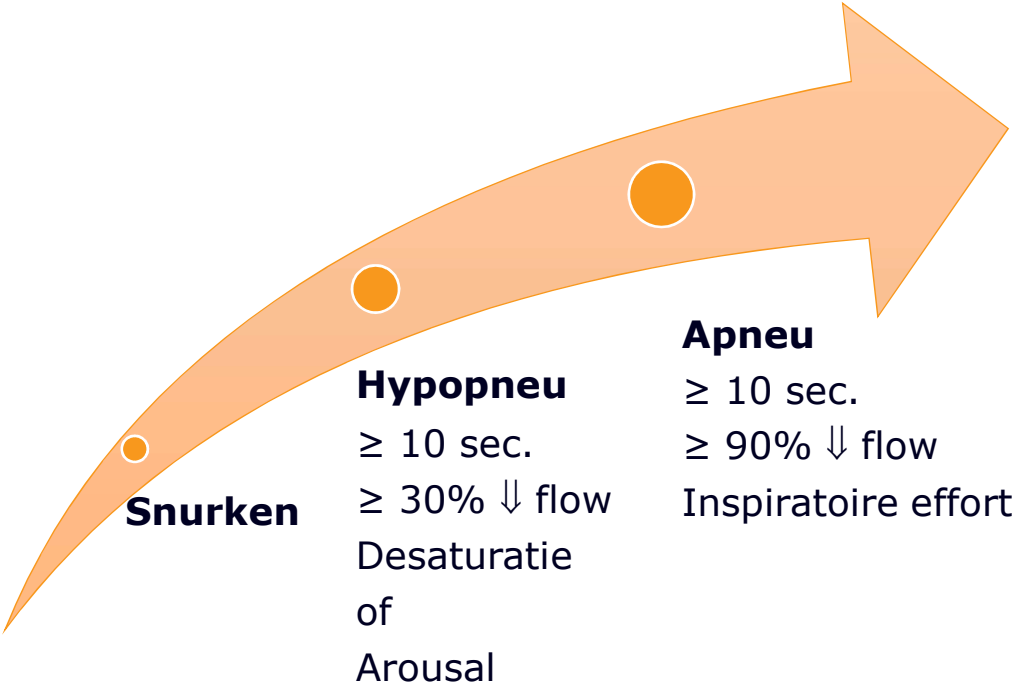 Snurken
Hypopneu
≥ 10 sec.
≥ 30% ⇓ flow
Desaturatie
of
Arousal
Apneu
≥ 10 sec.
≥ 90% ⇓ flow
Inspiratoire effort